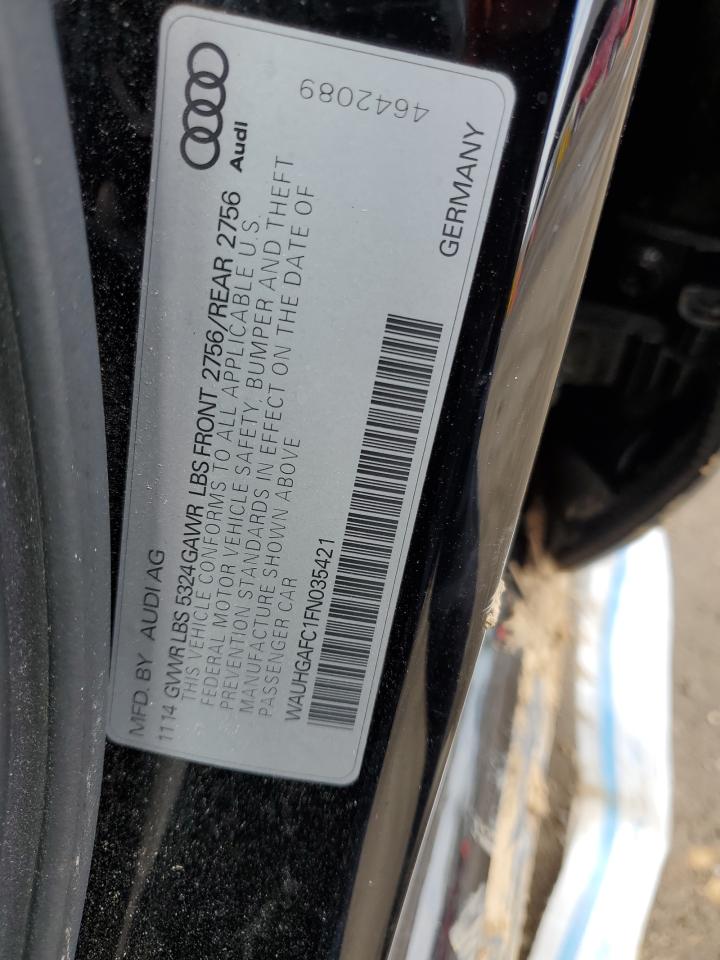 Audi
MFD. BY AUDI AG
1114 GVWR LBS 5324 GAWR LBS FRONT 2756/REAR 2756
THIS VEHICLE CONFORMS TO ALL APPLICABLE U.S.
FEDERAL MOTOR VEHICLE SAFETY, BUMPER AND THEFT
PREVENTION STANDARDS IN EFFECT ON THE DATE OF
MANUFACTURE SHOWN ABOVE
PASSENGER CAR
WAUHGAFC1FN035421
GERMANY
4642089